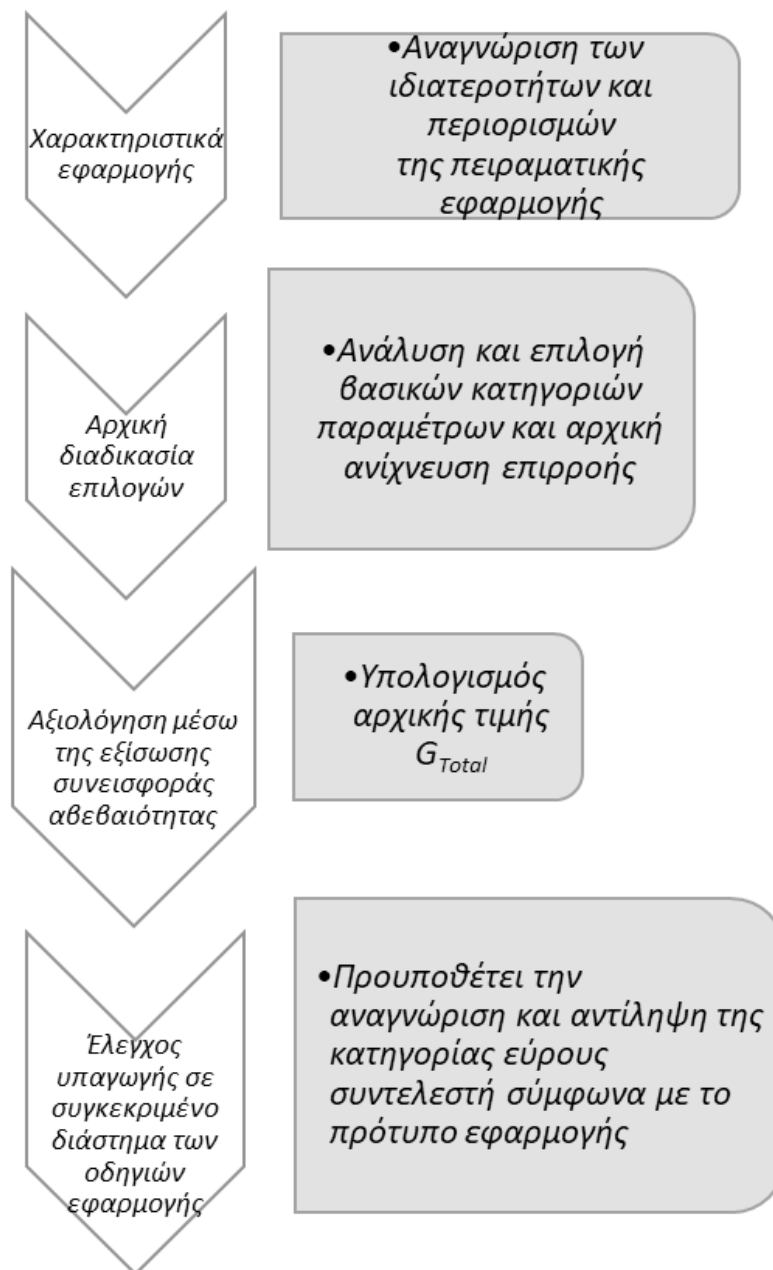 Χαρακτηριστικά
εφαρμογής
•Αναγνώριση των
ιδιατεροτήτων και
περιορισμών
της πειραματικής
εφαρμογής
Αρχική
διαδικασία
επιλογών
•Ανάλυση και επιλογή
βασικών κατηγοριών
παραμέτρων και αρχική
ανίχνευση επιρροής
Αξιολόγηση μέσω
της εξίσωσης
συνεισφοράς
αβεβαιότητας
•Υπολογισμός
αρχικής τιμής
G_Total
Έλεγχος
υπαγωγής σε
συγκεκριμένο
διάστημα των
οδηγιών
εφαρμογής
•Προυποθέτει την
αναγνώριση και αντίληψη της
κατηγορίας εύρους
συντελεστή σύμφωνα με το
πρότυπο εφαρμογής